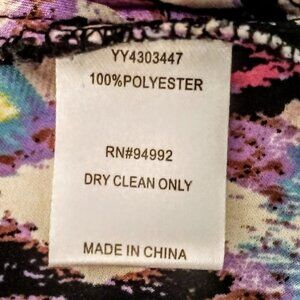 YY4303447
100%POLYESTER
RN#94992
DRY CLEAN ONLY
MADE IN CHINA